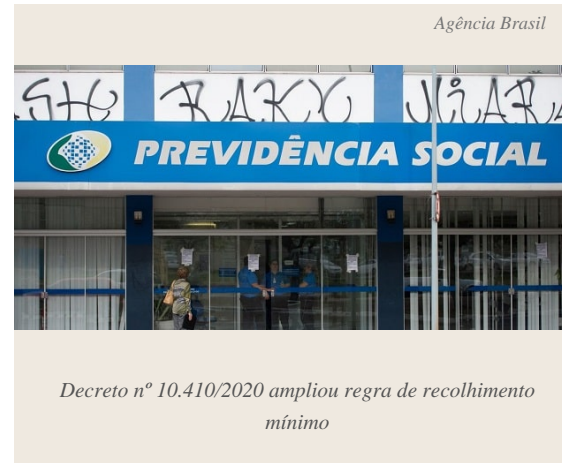 Agência Brasil
PREVIDÊNCIA SOCIAL
Decreto nº 10.410/2020 ampliou regra de recolhimento
mínimo